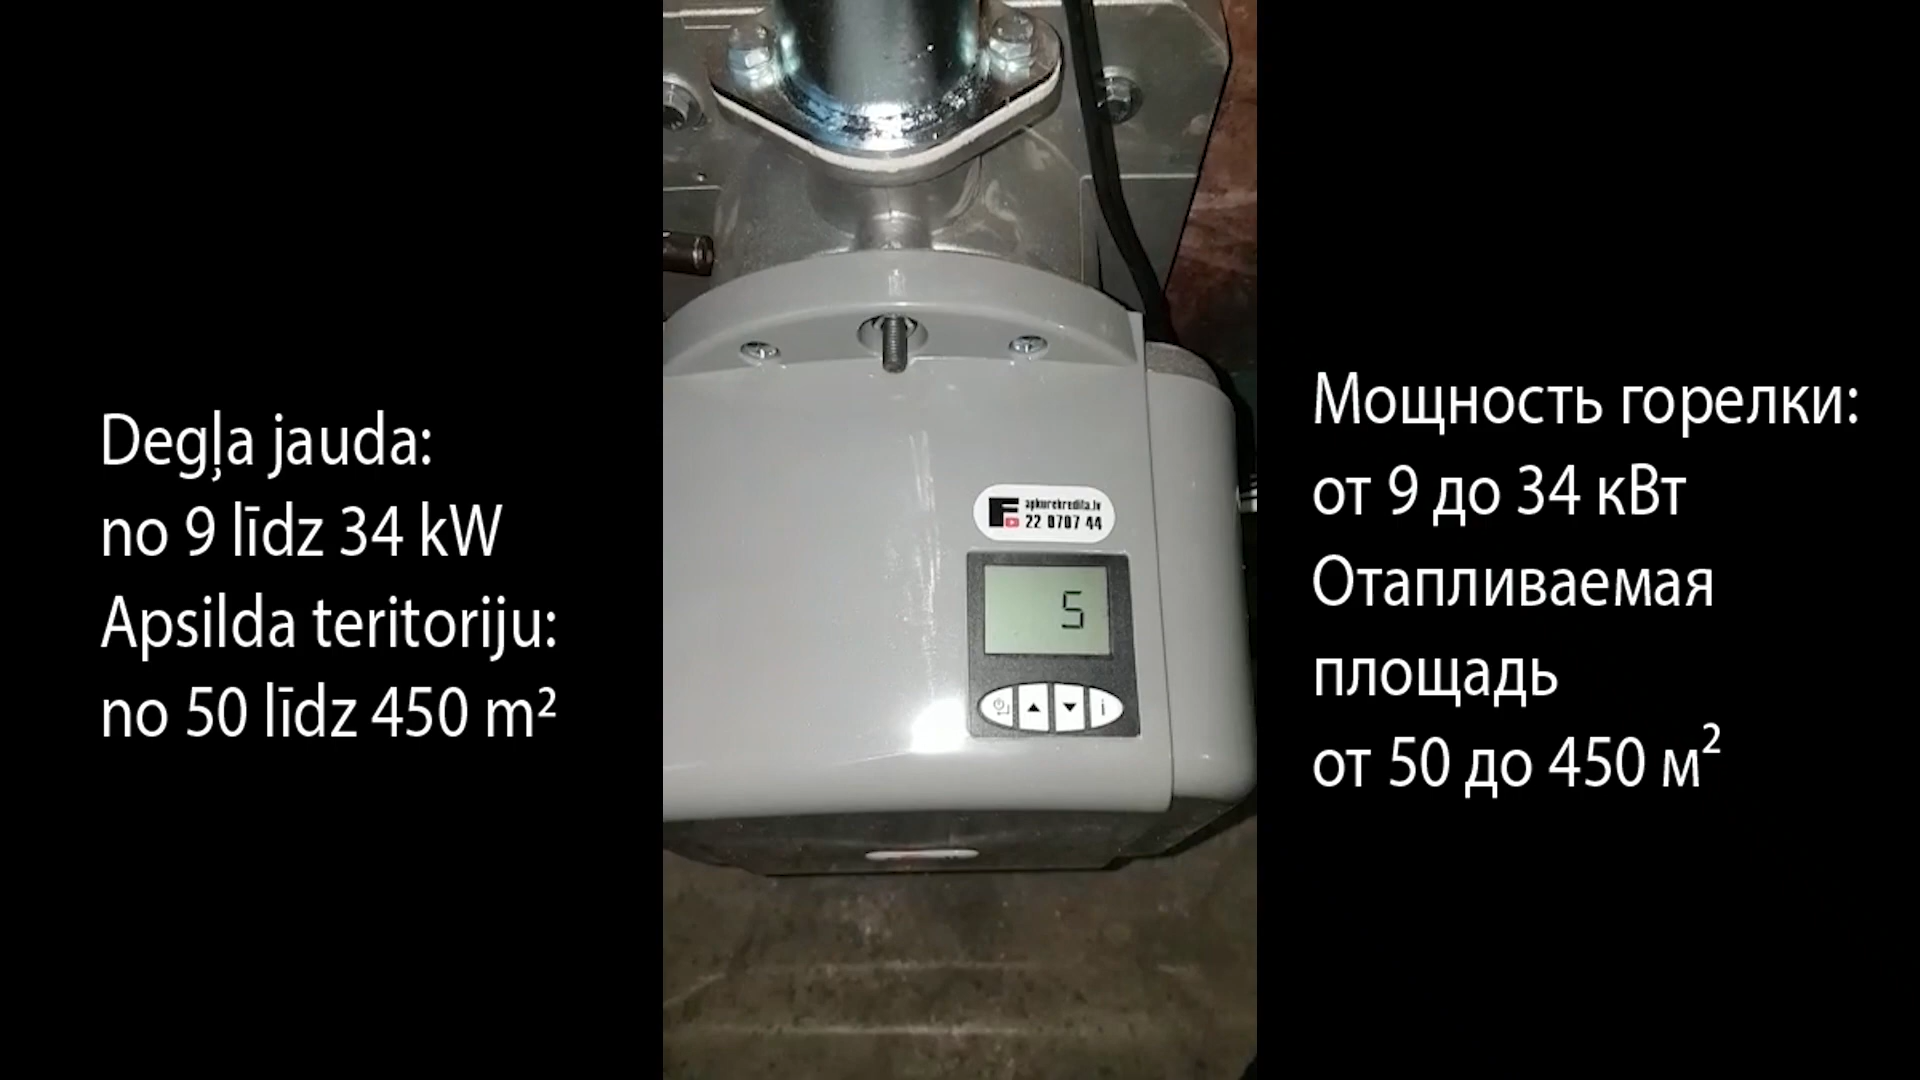 Degļa jauda:
no 9 līdz 34 kW
Apsilda teritoriju:
no 50 līdz 450 m²
apkurekredita.lv
22 0707 44
5
i
Мощность горелки:
от 9 до 34 кВт
Отапливаемая
площадь
от 50 до 450 м²